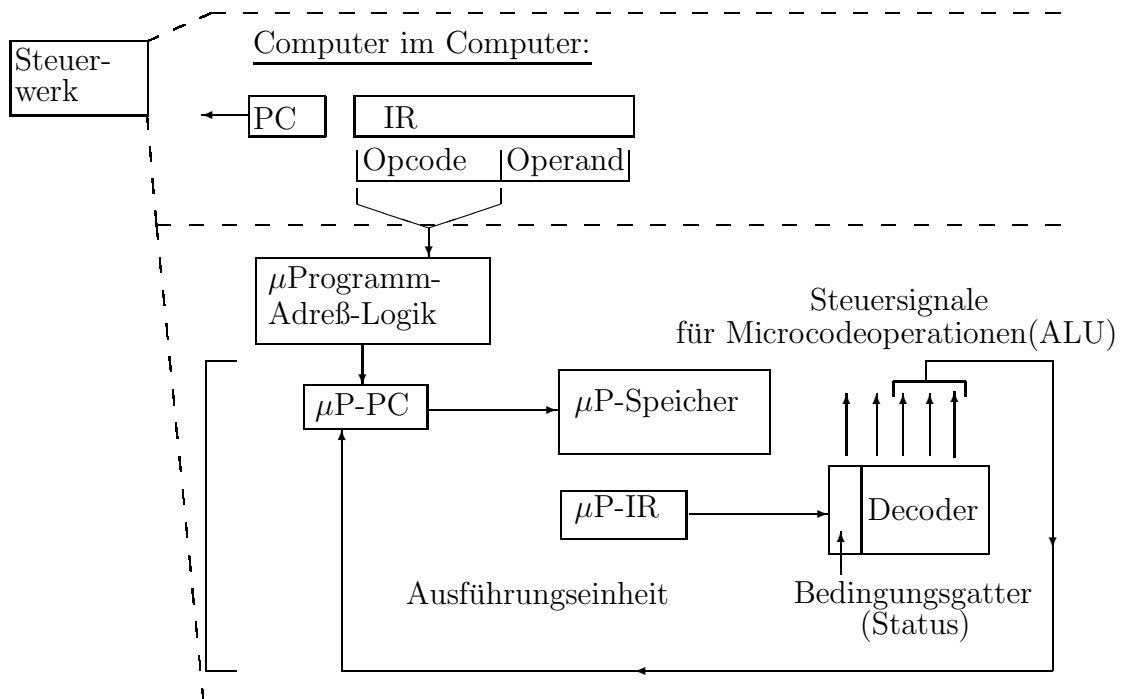 Computer im Computer:
Steuer-
werk
PC
IR
Opcode
Operand
µProgramm-
Adreß-Logik
Steuersignale
für Microcodeoperationen(ALU)
µP-PC
µP-Speicher
µP-IR
Decoder
Ausführungseinheit
Bedingungsgatter
(Status)